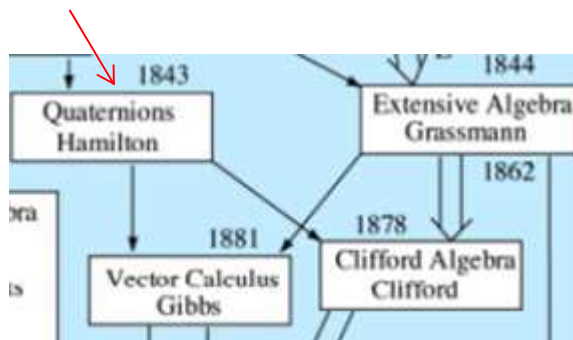 1843
1844
Quaternions
Hamilton
Extensive Algebra
Grassmann
1862
1881
1878
Vector Calculus
Gibbs
Clifford Algebra
Clifford